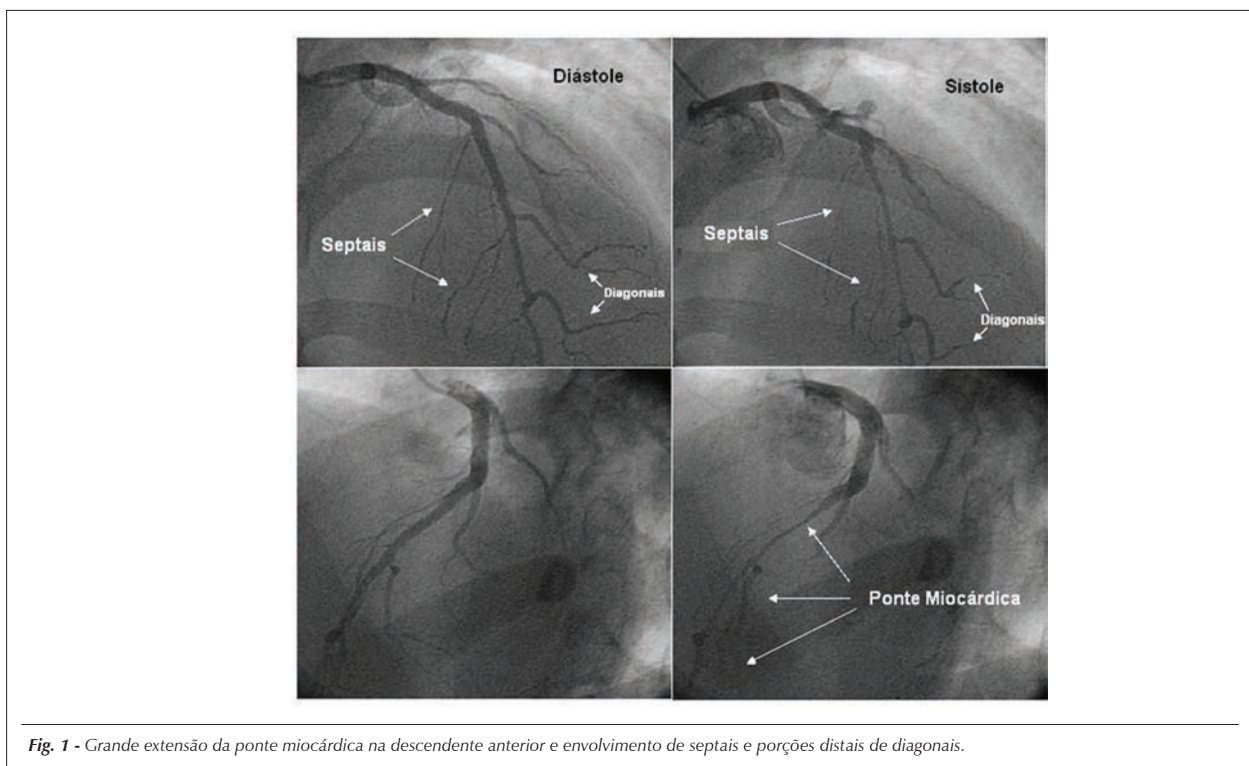 Diástole
Sístole
Septais
Septais
Diagonais
Diagonais
Ponte Miocárdica
Fig. 1 - Grande extensão da ponte miocárdica na descendente anterior e envolvimento de septais e porções distais de diagonais.